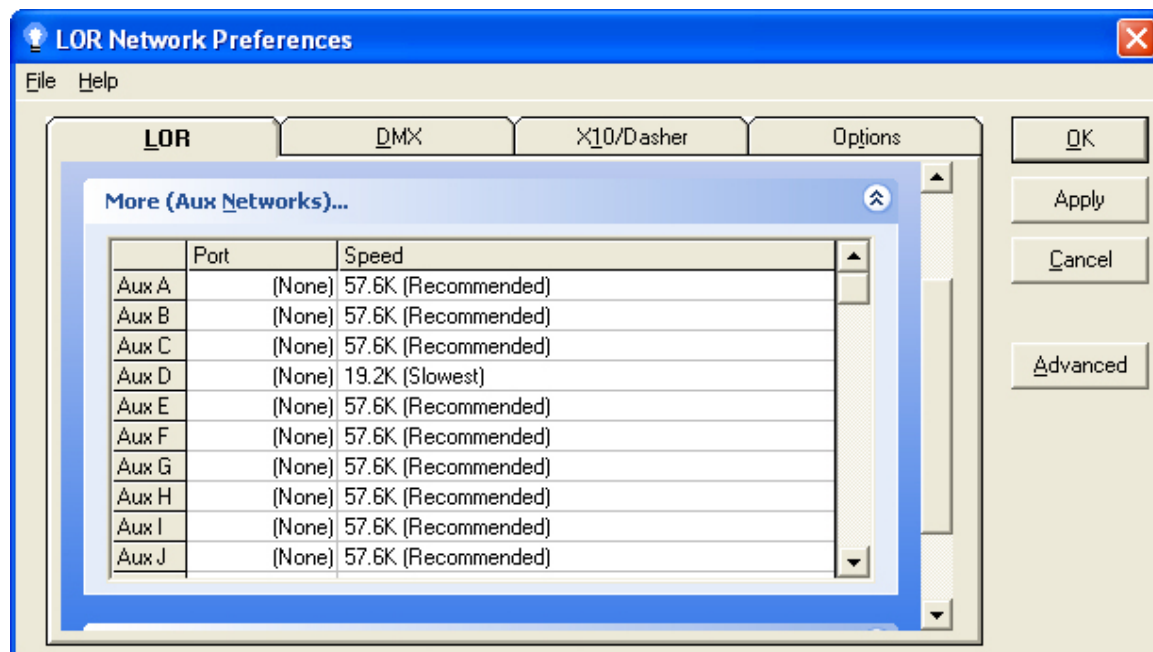 LOR Network Preferences
File Help
LOR DMX X10/Dasher Options
OK
More (Aux Networks)...
Apply
Port Speed
Cancel
Aux A (None) 57.6K (Recommended)
Aux B (None) 57.6K (Recommended)
Aux C (None) 57.6K (Recommended)
Aux D (None) 19.2K (Slowest)
Advanced
Aux E (None) 57.6K (Recommended)
Aux F (None) 57.6K (Recommended)
Aux G (None) 57.6K (Recommended)
Aux H (None) 57.6K (Recommended)
Aux I (None) 57.6K (Recommended)
Aux J (None) 57.6K (Recommended)